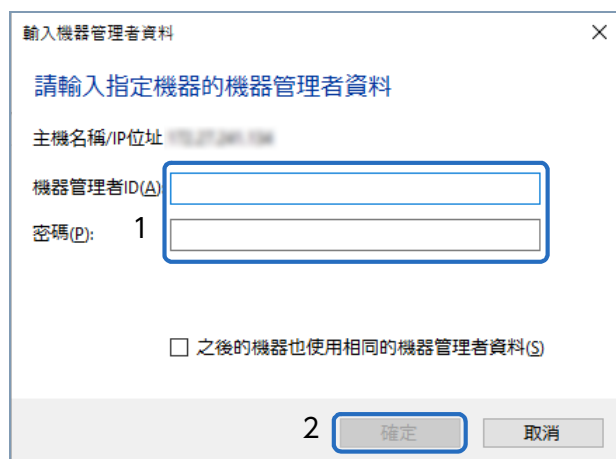 輸入機器管理者資料
請輸入指定機器的機器管理者資料
主機名稱/IP位址
機器管理者ID(A):
密碼(P): 1
之後的機器也使用相同的機器管理者資料(S)
2 確定 取消